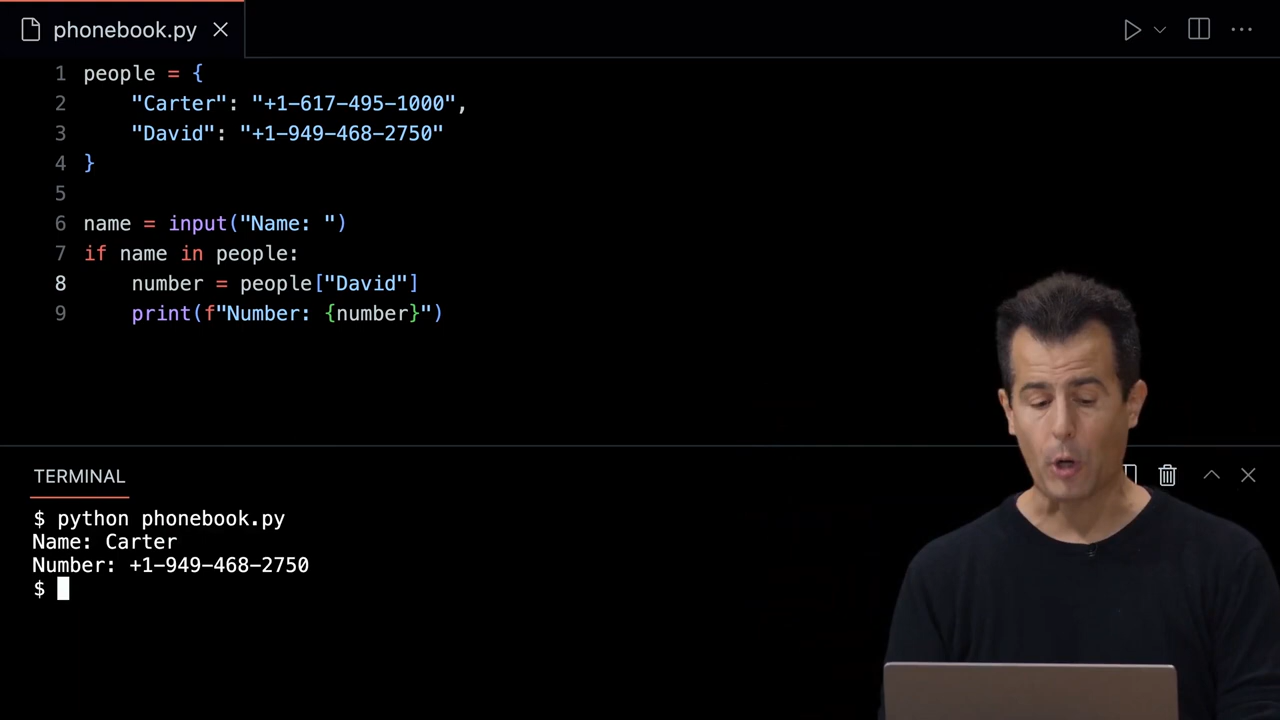 phonebook.py
1 people = {
2     "Carter": "+1-617-495-1000",
3     "David": "+1-949-468-2750"
4 }
5
6 name = input("Name: ")
7 if name in people:
8     number = people["David"]
9     print(f"Number: {number}")
TERMINAL
$ python phonebook.py
Name: Carter
Number: +1-949-468-2750
$